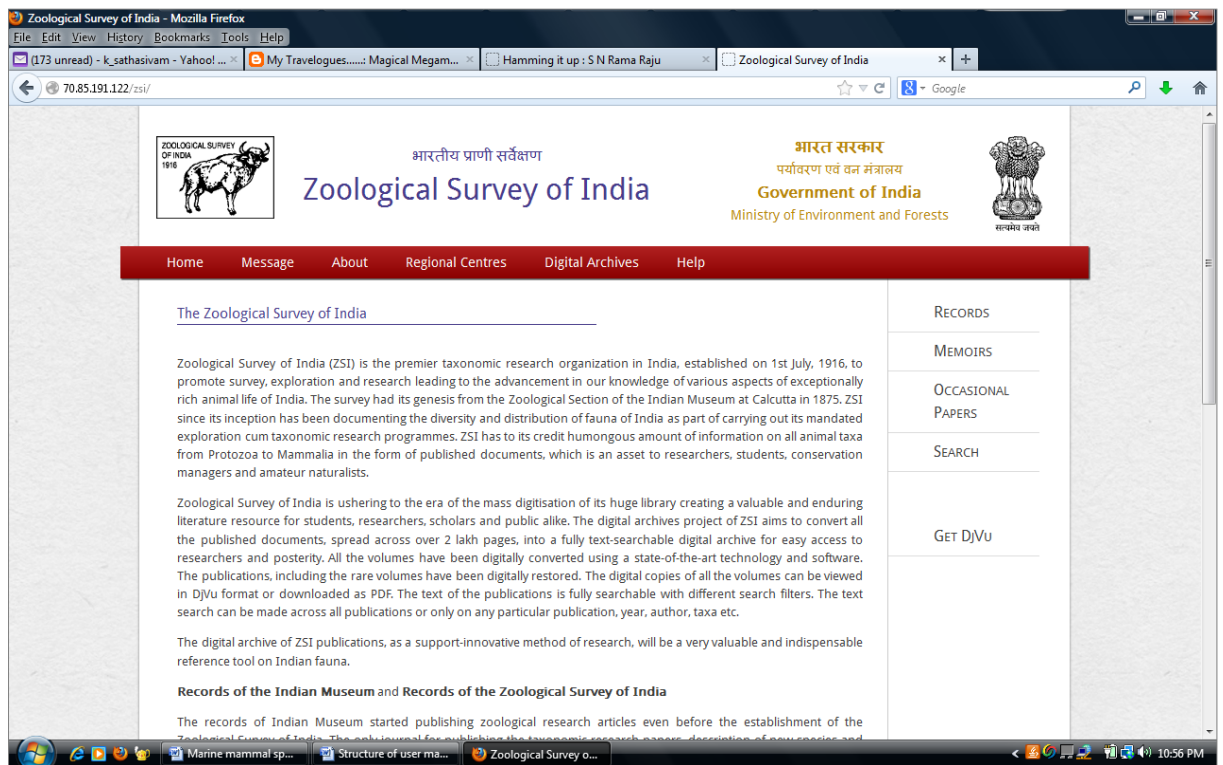 Zoological Survey of India - Mozilla Firefox
File Edit View History Bookmarks Tools Help
(173 unread) - k_sathasivam - Yahoo! ...
My Travelogues......: Magical Megam...
Hamming it up : S N Rama Raju
Zoological Survey of India
70.85.191.122/zsi/
Google
ZOOLOGICAL SURVEY
OF INDIA
1916
भारतीय प्राणी सर्वेक्षण
Zoological Survey of India
भारत सरकार
पर्यावरण एवं वन मंत्रालय
Government of India
Ministry of Environment and Forests
सत्यमेव जयते
Home Message About Regional Centres Digital Archives Help
The Zoological Survey of India
Zoological Survey of India (ZSI) is the premier taxonomic research organization in India, established on 1st July, 1916, to
promote survey, exploration and research leading to the advancement in our knowledge of various aspects of exceptionally
rich animal life of India. The survey had its genesis from the Zoological Section of the Indian Museum at Calcutta in 1875. ZSI
since its inception has been documenting the diversity and distribution of fauna of India as part of carrying out its mandated
exploration cum taxonomic research programmes. ZSI has to its credit humongous amount of information on all animal taxa
from Protozoa to Mammalia in the form of published documents, which is an asset to researchers, students, conservation
managers and amateur naturalists.
Zoological Survey of India is ushering to the era of the mass digitisation of its huge library creating a valuable and enduring
literature resource for students, researchers, scholars and public alike. The digital archives project of ZSI aims to convert all
the published documents, spread across over 2 lakh pages, into a fully text-searchable digital archive for easy access to
researchers and posterity. All the volumes have been digitally converted using a state-of-the-art technology and software.
The publications, including the rare volumes have been digitally restored. The digital copies of all the volumes can be viewed
in DjVu format or downloaded as PDF. The text of the publications is fully searchable with different search filters. The text
search can be made across all publications or only on any particular publication, year, author, taxa etc.
The digital archive of ZSI publications, as a support-innovative method of research, will be a very valuable and indispensable
reference tool on Indian fauna.
Records of the Indian Museum and Records of the Zoological Survey of India
The records of Indian Museum started publishing zoological research articles even before the establishment of the
Zoological Survey of India. The only journal for publishing the taxonomic research papers, description of new species and
Records
Memoirs
Occasional
Papers
Search
Get DjVu
Marine mammal sp...
Structure of user ma...
Zoological Survey o...
10:56 PM